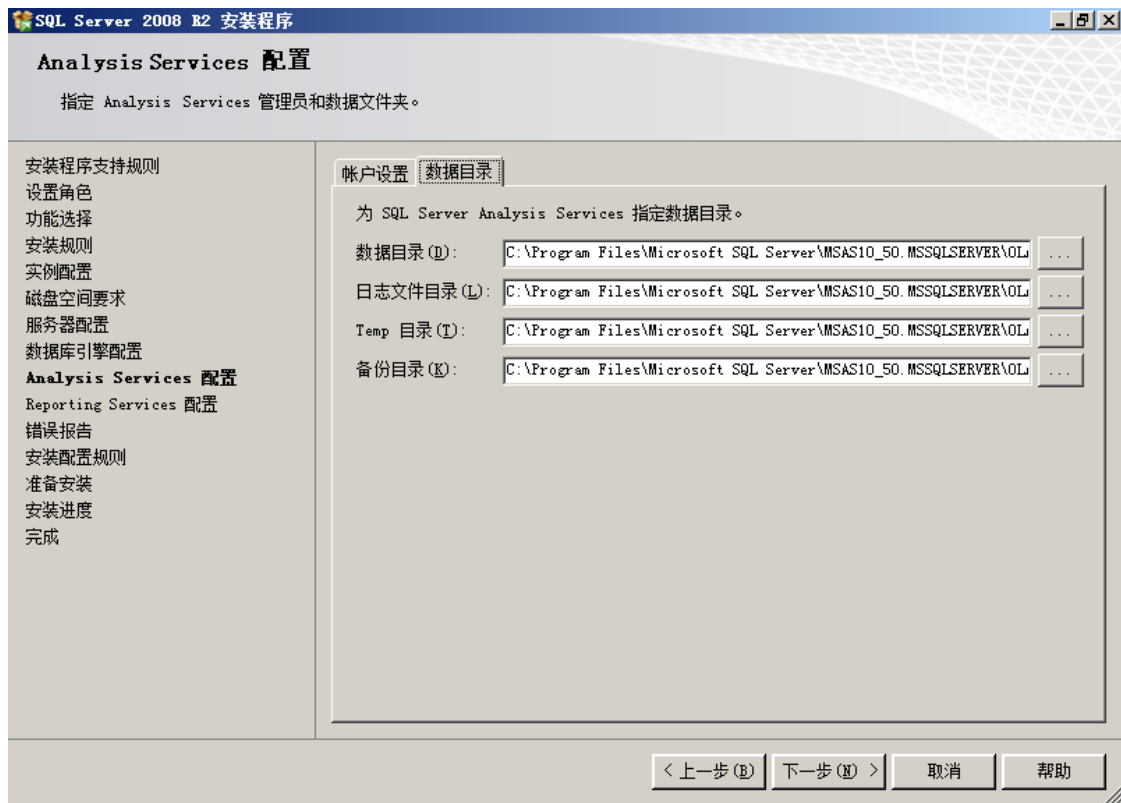 SQL Server 2008 R2 安装程序
Analysis Services 配置
指定 Analysis Services 管理员和数据文件夹。
安装程序支持规则
设置角色
功能选择
安装规则
实例配置
磁盘空间要求
服务器配置
数据库引擎配置
Analysis Services 配置
Reporting Services 配置
错误报告
安装配置规则
准备安装
安装进度
完成
帐户设置 数据目录
为 SQL Server Analysis Services 指定数据目录。
数据目录(D): C:\Program Files\Microsoft SQL Server\MSAS10_50.MSSQLSERVER\OL ...
日志文件目录(L): C:\Program Files\Microsoft SQL Server\MSAS10_50.MSSQLSERVER\OL ...
Temp 目录(T): C:\Program Files\Microsoft SQL Server\MSAS10_50.MSSQLSERVER\OL ...
备份目录(K): C:\Program Files\Microsoft SQL Server\MSAS10_50.MSSQLSERVER\OL ...
< 上一步(B) 下一步(N) > 取消 帮助